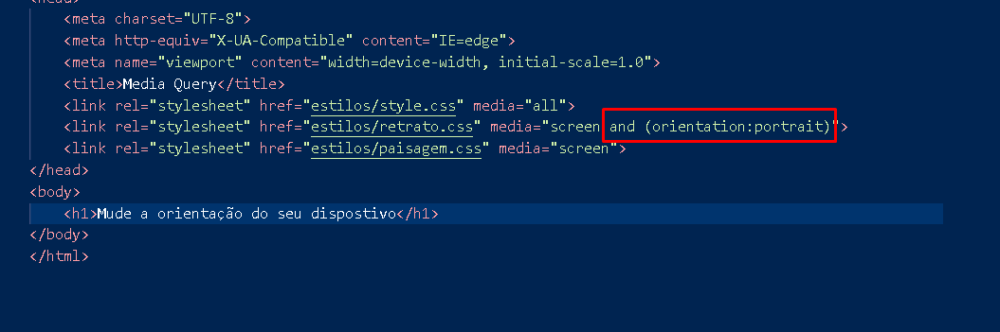 <head>
<meta charset="UTF-8">
<meta http-equiv="X-UA-Compatible" content="IE=edge">
<meta name="viewport" content="width=device-width, initial-scale=1.0">
<title>Media Query</title>
<link rel="stylesheet" href="estilos/style.css" media="all">
<link rel="stylesheet" href="estilos/retrato.css" media="screen and (orientation:portrait)">
<link rel="stylesheet" href="estilos/paisagem.css" media="screen">
</head>
<body>
<h1>Mude a orientação do seu dispostivo</h1>
</body>
</html>